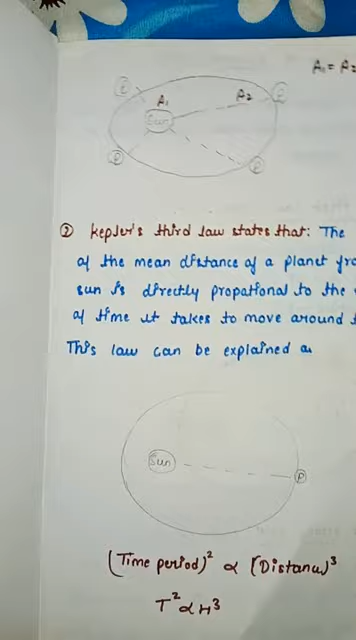 A₁ = A₂
P
A₁
A₂
P
Sun
P
P
② Kepler's third law states that: The
of the mean distance of a planet fro
sun is directly propational to the
of time it takes to move around
This law can be explained as
Sun
P
(Time period)² ∝ (Distance)³
T² ∝ H³